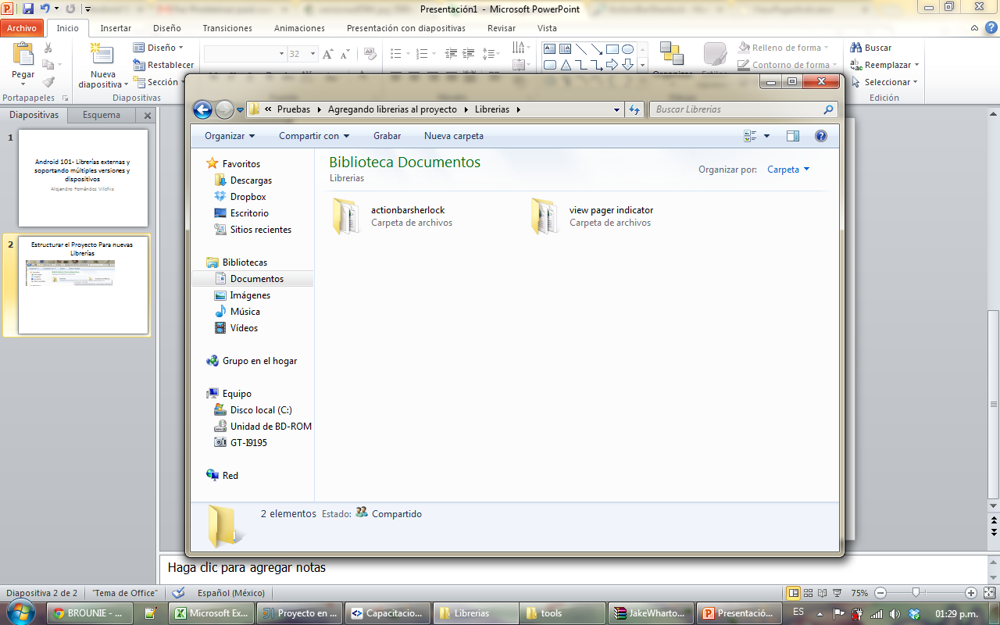 Presentación1 - Microsoft PowerPoint
Archivo Inicio Insertar Diseño Transiciones Animaciones Presentación con diapositivas Revisar Vista
Pegar
Portapapeles
Nueva diapositiva
Diseño
Restablecer
Sección
Diapositivas
32
Relleno de forma
Contorno de forma
Buscar
Reemplazar
Seleccionar
Edición
Diapositivas Esquema
1
Android 101- Librerías externas y
soportando múltiples versiones y
dispositivos
Alejandro Fernández Vilchis
2
Estructurar el Proyecto Para nuevas
Librerías
Pruebas Agregando librerias al proyecto Librerias
Buscar Librerias
Organizar Compartir con Grabar Nueva carpeta
Favoritos
Descargas
Dropbox
Escritorio
Sitios recientes
Bibliotecas
Documentos
Imágenes
Música
Vídeos
Grupo en el hogar
Equipo
Disco local (C:)
Unidad de BD-ROM
GT-I9195
Red
Biblioteca Documentos
Librerias
Organizar por: Carpeta
actionbarsherlock
Carpeta de archivos
view pager indicator
Carpeta de archivos
2 elementos Estado: Compartido
Haga clic para agregar notas
Diapositiva 2 de 2 "Tema de Office" Español (México) 75%
BROUNIE - ... Microsoft Ex... Proyecto en ... Capacitacio... Librerias tools JakeWharto... Presentació... ES 01:29 p.m.